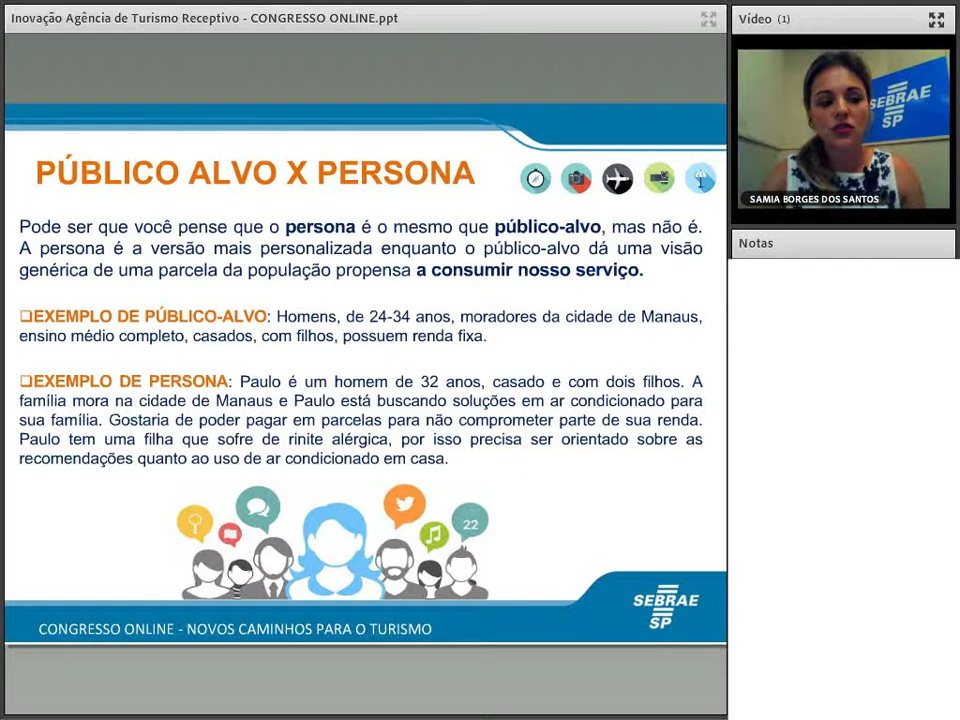 Inovação Agência de Turismo Receptivo - CONGRESSO ONLINE.ppt
Vídeo (1)
SEBRAE
SP
SAMIA BORGES DOS SANTOS
Notas
PÚBLICO ALVO X PERSONA
Pode ser que você pense que o persona é o mesmo que público-alvo, mas não é.
A persona é a versão mais personalizada enquanto o público-alvo dá uma visão
genérica de uma parcela da população propensa a consumir nosso serviço.
❑EXEMPLO DE PÚBLICO-ALVO: Homens, de 24-34 anos, moradores da cidade de Manaus,
ensino médio completo, casados, com filhos, possuem renda fixa.
❑EXEMPLO DE PERSONA: Paulo é um homem de 32 anos, casado e com dois filhos. A
família mora na cidade de Manaus e Paulo está buscando soluções em ar condicionado para
sua família. Gostaria de poder pagar em parcelas para não comprometer parte de sua renda.
Paulo tem uma filha que sofre de rinite alérgica, por isso precisa ser orientado sobre as
recomendações quanto ao uso de ar condicionado em casa.
22
SEBRAE
SP
CONGRESSO ONLINE - NOVOS CAMINHOS PARA O TURISMO